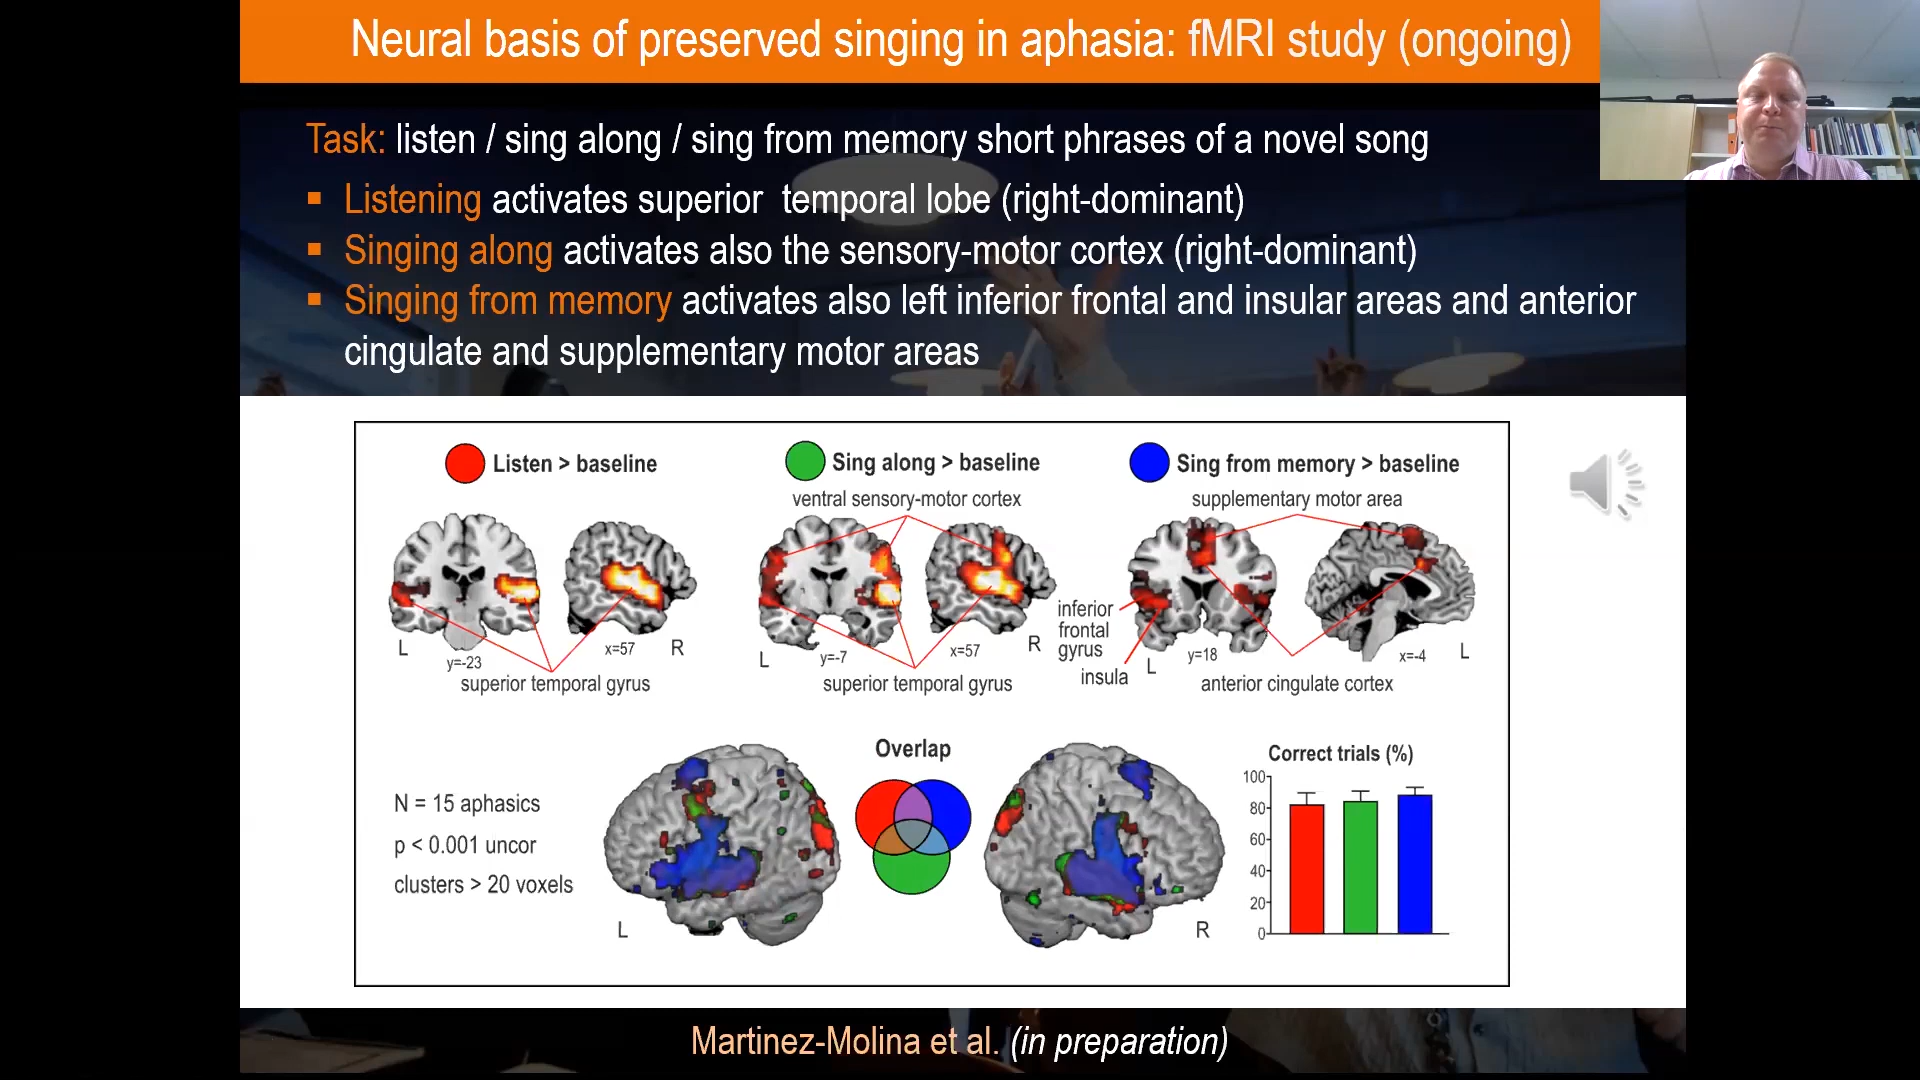 Neural basis of preserved singing in aphasia: fMRI study (ongoing)
Task: listen / sing along / sing from memory short phrases of a novel song
▪ Listening activates superior temporal lobe (right-dominant)
▪ Singing along activates also the sensory-motor cortex (right-dominant)
▪ Singing from memory activates also left inferior frontal and insular areas and anterior
cingulate and supplementary motor areas
Listen > baseline
superior temporal gyrus
L
y=-23
x=57
R
Sing along > baseline
ventral sensory-motor cortex
L
y=-7
x=57
R
superior temporal gyrus
Sing from memory > baseline
supplementary motor area
inferior
frontal
gyrus
insula
L
y=18
x=-4
L
anterior cingulate cortex
N = 15 aphasics
p < 0.001 uncor
clusters > 20 voxels
L
Overlap
R
Correct trials (%)
100
80
60
40
20
0
Martinez-Molina et al. (in preparation)